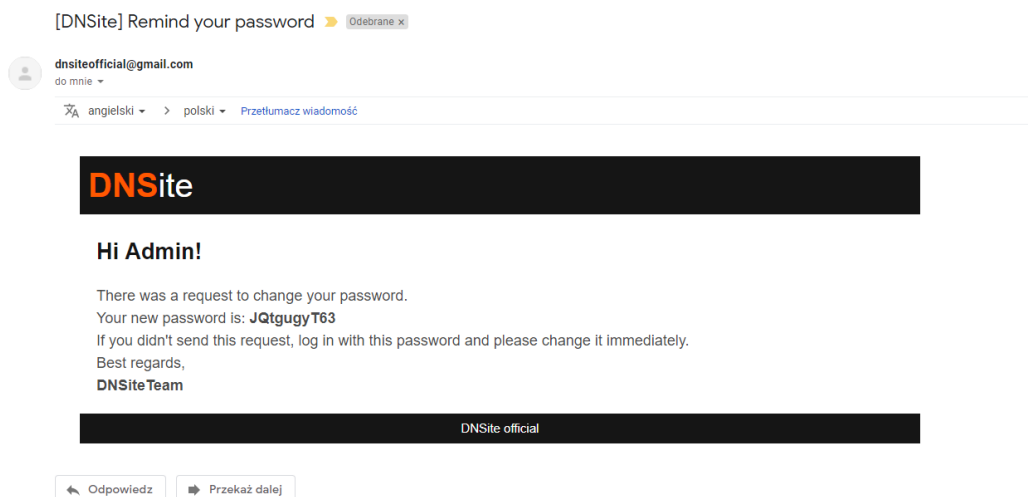 [DNSite] Remind your password Odebrane x
dnsiteofficial@gmail.com
do mnie
angielski > polski Przetłumacz wiadomość
DNSite
Hi Admin!
There was a request to change your password.
Your new password is: JQtgugyT63
If you didn't send this request, log in with this password and please change it immediately.
Best regards,
DNSiteTeam
DNSite official
Odpowiedz Przekaż dalej